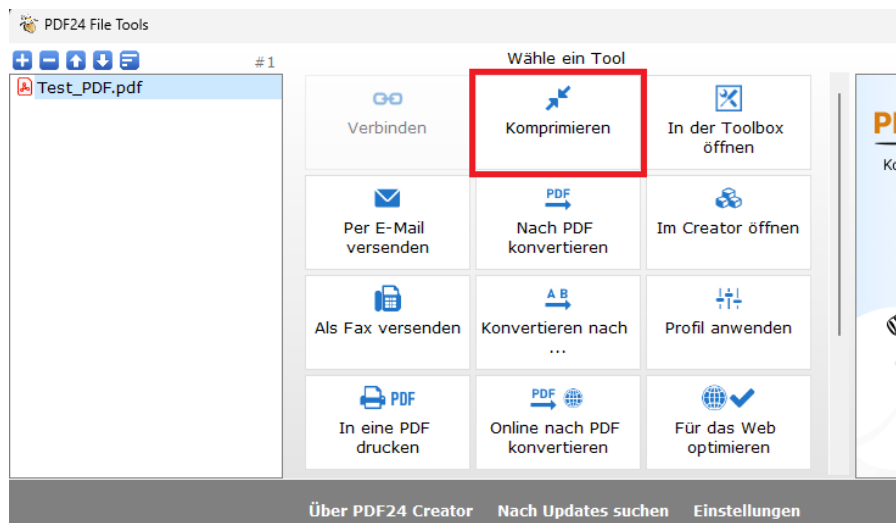 PDF24 File Tools
#1
Wähle ein Tool
Test_PDF.pdf
Verbinden
Komprimieren
In der Toolbox
öffnen
Per E-Mail
versenden
PDF
Nach PDF
konvertieren
Im Creator öffnen
Als Fax versenden
A B
Konvertieren nach
...
Profil anwenden
PDF
In eine PDF
drucken
PDF
Online nach PDF
konvertieren
Für das Web
optimieren
Über PDF24 Creator
Nach Updates suchen
Einstellungen